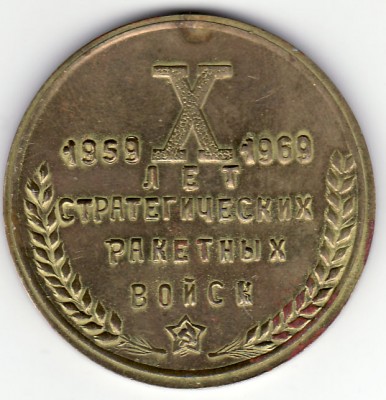 X
1959 1969
ЛЕТ
СТРАТЕГИЧЕСКИХ
РАКЕТНЫХ
ВОЙСК